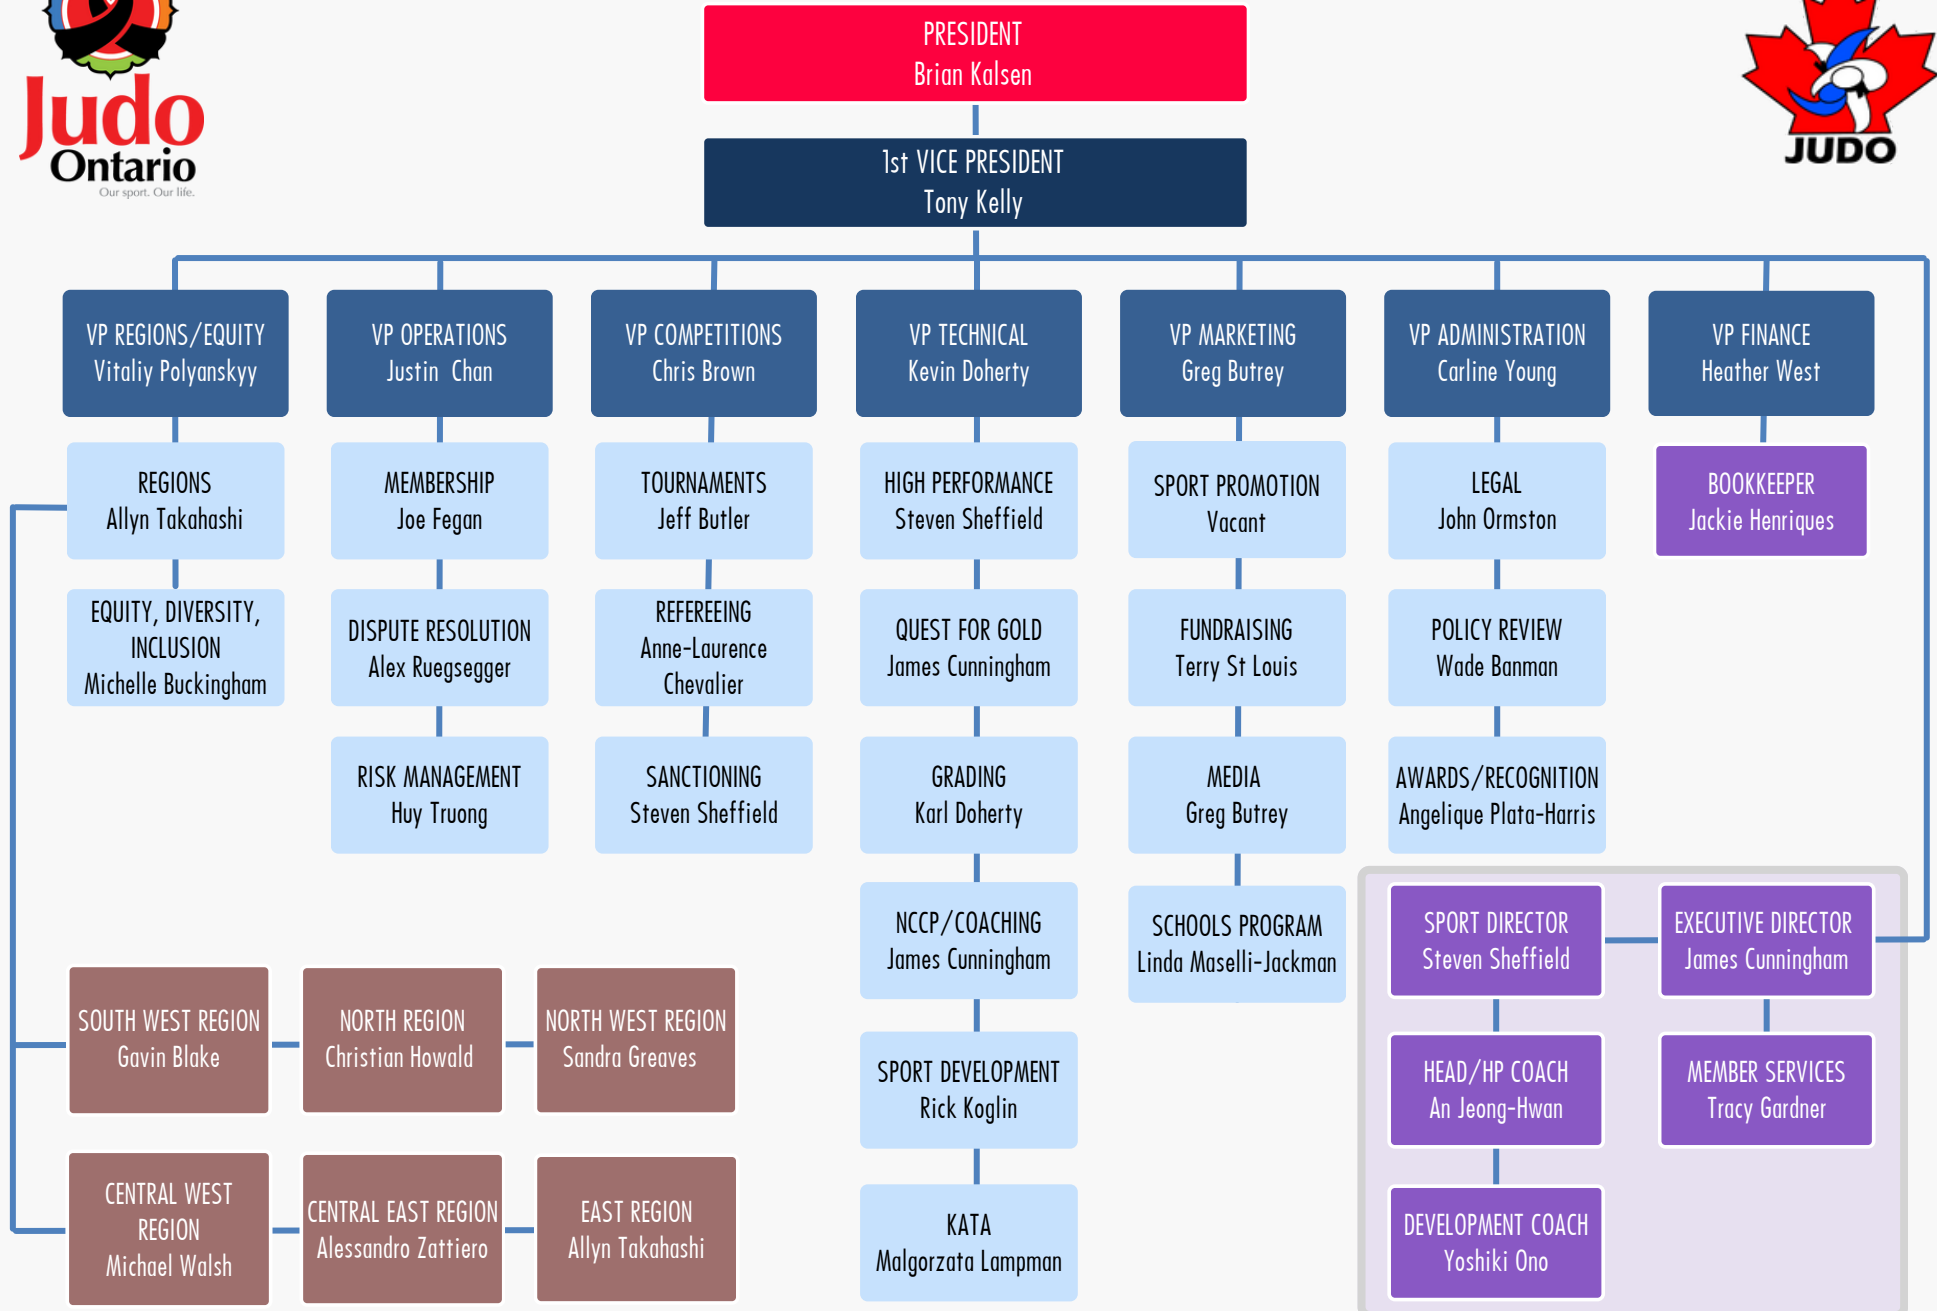 Judo
Ontario
Our sport. Our life.
JUDO
PRESIDENT
Brian Kalsen
1st VICE PRESIDENT
Tony Kelly
VP REGIONS/EQUITY
Vitaliy Polyanskyy
VP OPERATIONS
Justin Chan
VP COMPETITIONS
Chris Brown
VP TECHNICAL
Kevin Doherty
VP MARKETING
Greg Butrey
VP ADMINISTRATION
Carline Young
VP FINANCE
Heather West
REGIONS
Allyn Takahashi
MEMBERSHIP
Joe Fegan
TOURNAMENTS
Jeff Butler
HIGH PERFORMANCE
Steven Sheffield
SPORT PROMOTION
Vacant
LEGAL
John Ormston
BOOKKEEPER
Jackie Henriques
EQUITY, DIVERSITY,
INCLUSION
Michelle Buckingham
DISPUTE RESOLUTION
Alex Ruegsegger
REFEREEING
Anne-Laurence
Chevalier
QUEST FOR GOLD
James Cunningham
FUNDRAISING
Terry St Louis
POLICY REVIEW
Wade Banman
RISK MANAGEMENT
Huy Truong
SANCTIONING
Steven Sheffield
GRADING
Karl Doherty
MEDIA
Greg Butrey
AWARDS/RECOGNITION
Angelique Plata-Harris
NCCP/COACHING
James Cunningham
SCHOOLS PROGRAM
Linda Maselli-Jackman
SPORT DIRECTOR
Steven Sheffield
EXECUTIVE DIRECTOR
James Cunningham
SOUTH WEST REGION
Gavin Blake
NORTH REGION
Christian Howald
NORTH WEST REGION
Sandra Greaves
SPORT DEVELOPMENT
Rick Koglin
HEAD/HP COACH
An Jeong-Hwan
MEMBER SERVICES
Tracy Gardner
CENTRAL WEST
REGION
Michael Walsh
CENTRAL EAST REGION
Alessandro Zattiero
EAST REGION
Allyn Takahashi
KATA
Malgorzata Lampman
DEVELOPMENT COACH
Yoshiki Ono